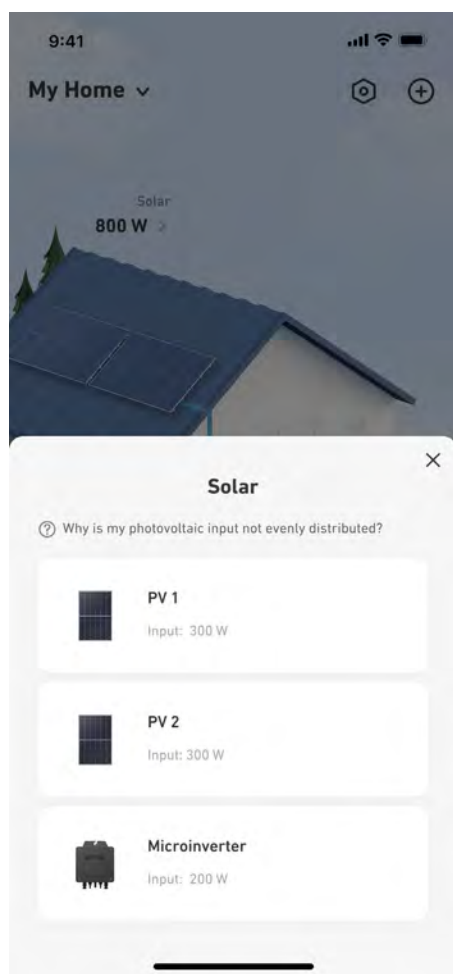 9:41
My Home
Solar
800 W
Solar
Why is my photovoltaic input not evenly distributed?
PV 1
Input: 300 W
PV 2
Input: 300 W
Microinverter
Input: 200 W